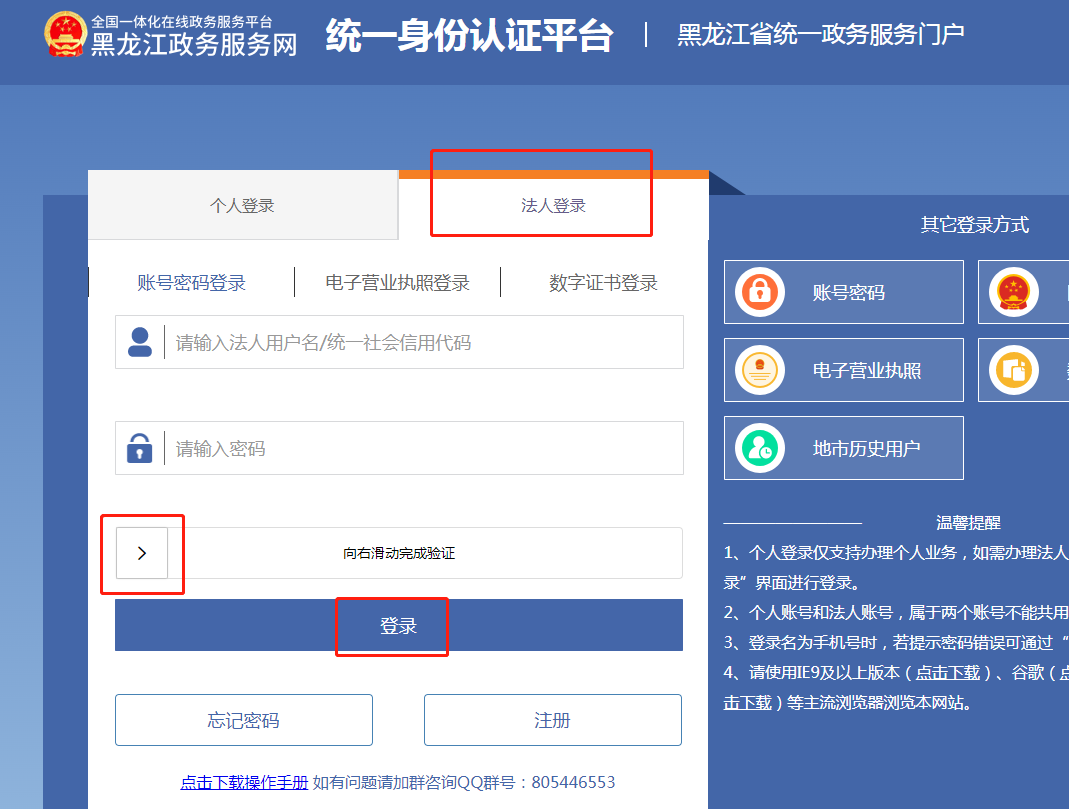 全国一体化在线政务服务平台
黑龙江政务服务网
统一身份认证平台
黑龙江省统一政务服务门户
个人登录
法人登录
账号密码登录
电子营业执照登录
数字证书登录
请输入法人用户名/统一社会信用代码
请输入密码
向右滑动完成验证
登录
忘记密码
注册
点击下载操作手册 如有问题请加群咨询QQ群号：805446553
其它登录方式
账号密码
电子营业执照
地市历史用户
温馨提醒
1、个人登录仅支持办理个人业务，如需办理法人
录”界面进行登录。
2、个人账号和法人账号，属于两个账号不能共用
3、登录名为手机号时，若提示密码错误可通过“
4、请使用IE9及以上版本（点击下载）、谷歌（点
击下载）等主流浏览器浏览本网站。